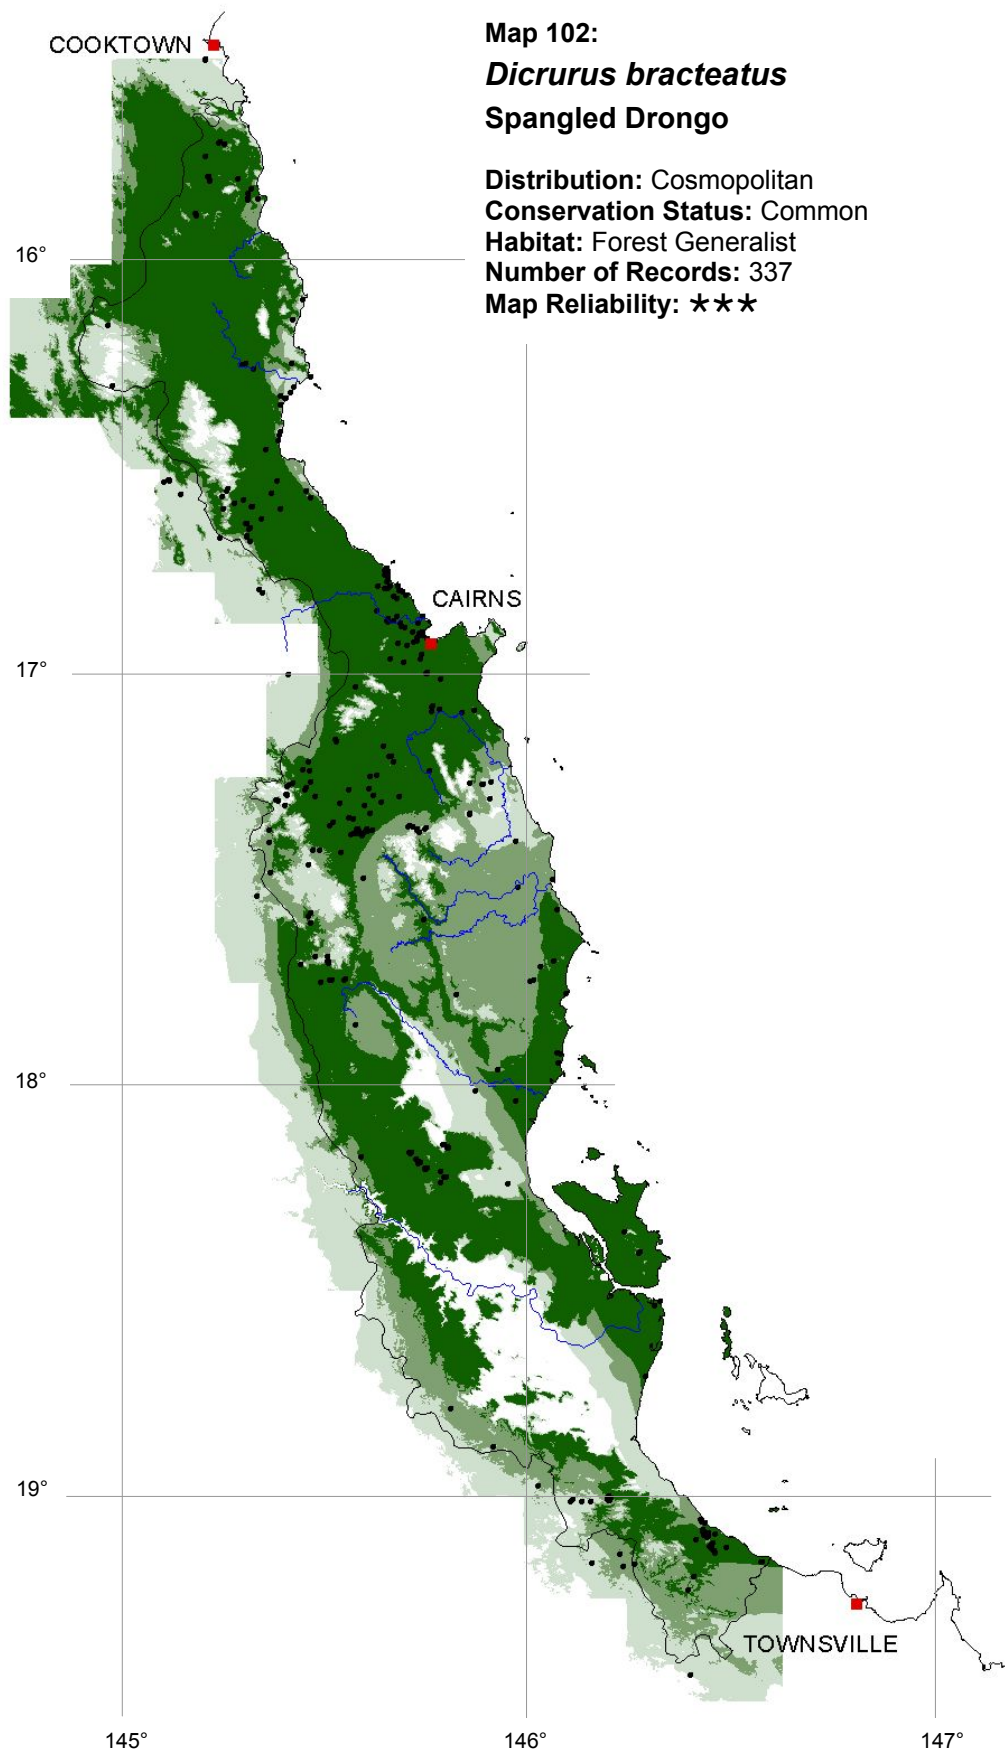 Map 102:
Dicrurus bracteatus
Spangled Drongo
Distribution: Cosmopolitan
Conservation Status: Common
Habitat: Forest Generalist
Number of Records: 337
Map Reliability: ***
COOKTOWN
16°
CAIRNS
17°
18°
19°
TOWNSVILLE
145°
146°
147°